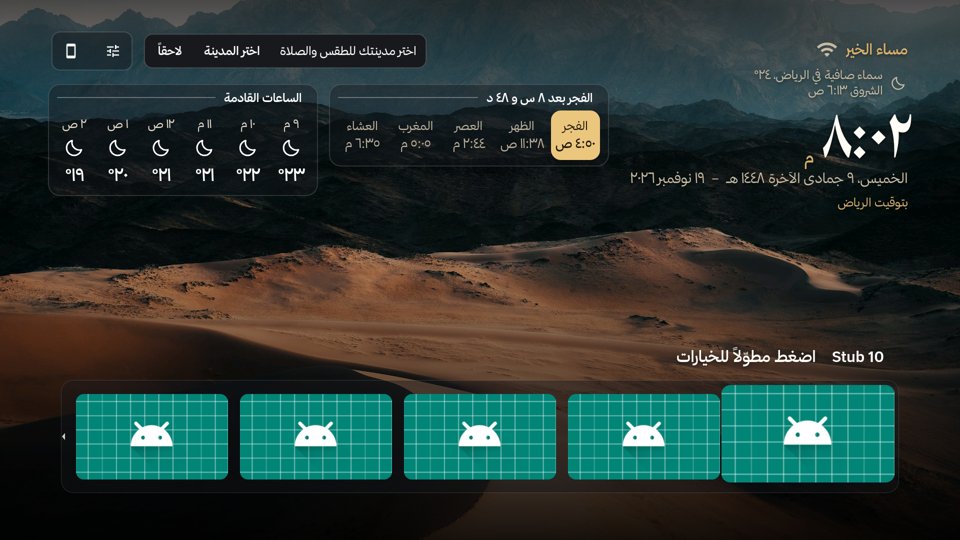 مساء الخير
سماء صافية في الرياض، ٢٤°
الشروق ٦:١٣ ص
٨:٠٢ م
الخميس، ٩ جمادى الآخرة ١٤٤٨ هـ – ١٩ نوفمبر ٢٠٢٦
بتوقيت الرياض
اختر مدينتك للطقس والصلاة اختر المدينة لاحقاً
الفجر بعد ٨ س و ٤٨ د
الفجر الظهر العصر المغرب العشاء
٤:٥٠ ص ١١:٣٨ ص ٢:٤٤ م ٥:٠٥ م ٦:٣٥ م
الساعات القادمة
٩ م ١٠ م ١١ م ١٢ ص ١ ص ٢ ص
٢٣° ٢٢° ٢١° ٢١° ٢٠° ١٩°
Stub 10 اضغط مطوّلاً للخيارات